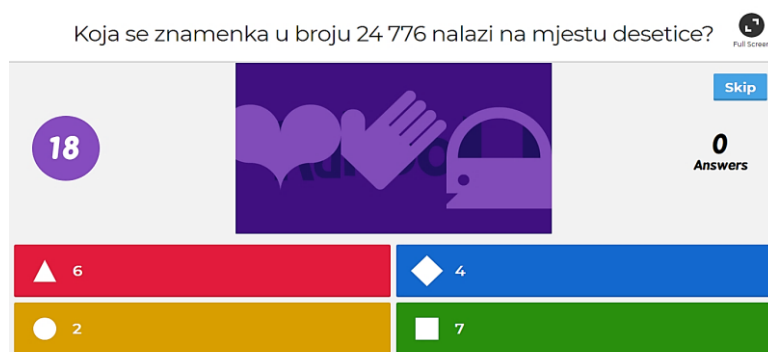 Koja se znamenka u broju 24 776 nalazi na mjestu desetice?
Full Screen
Skip
18
0
Answers
6
4
2
7